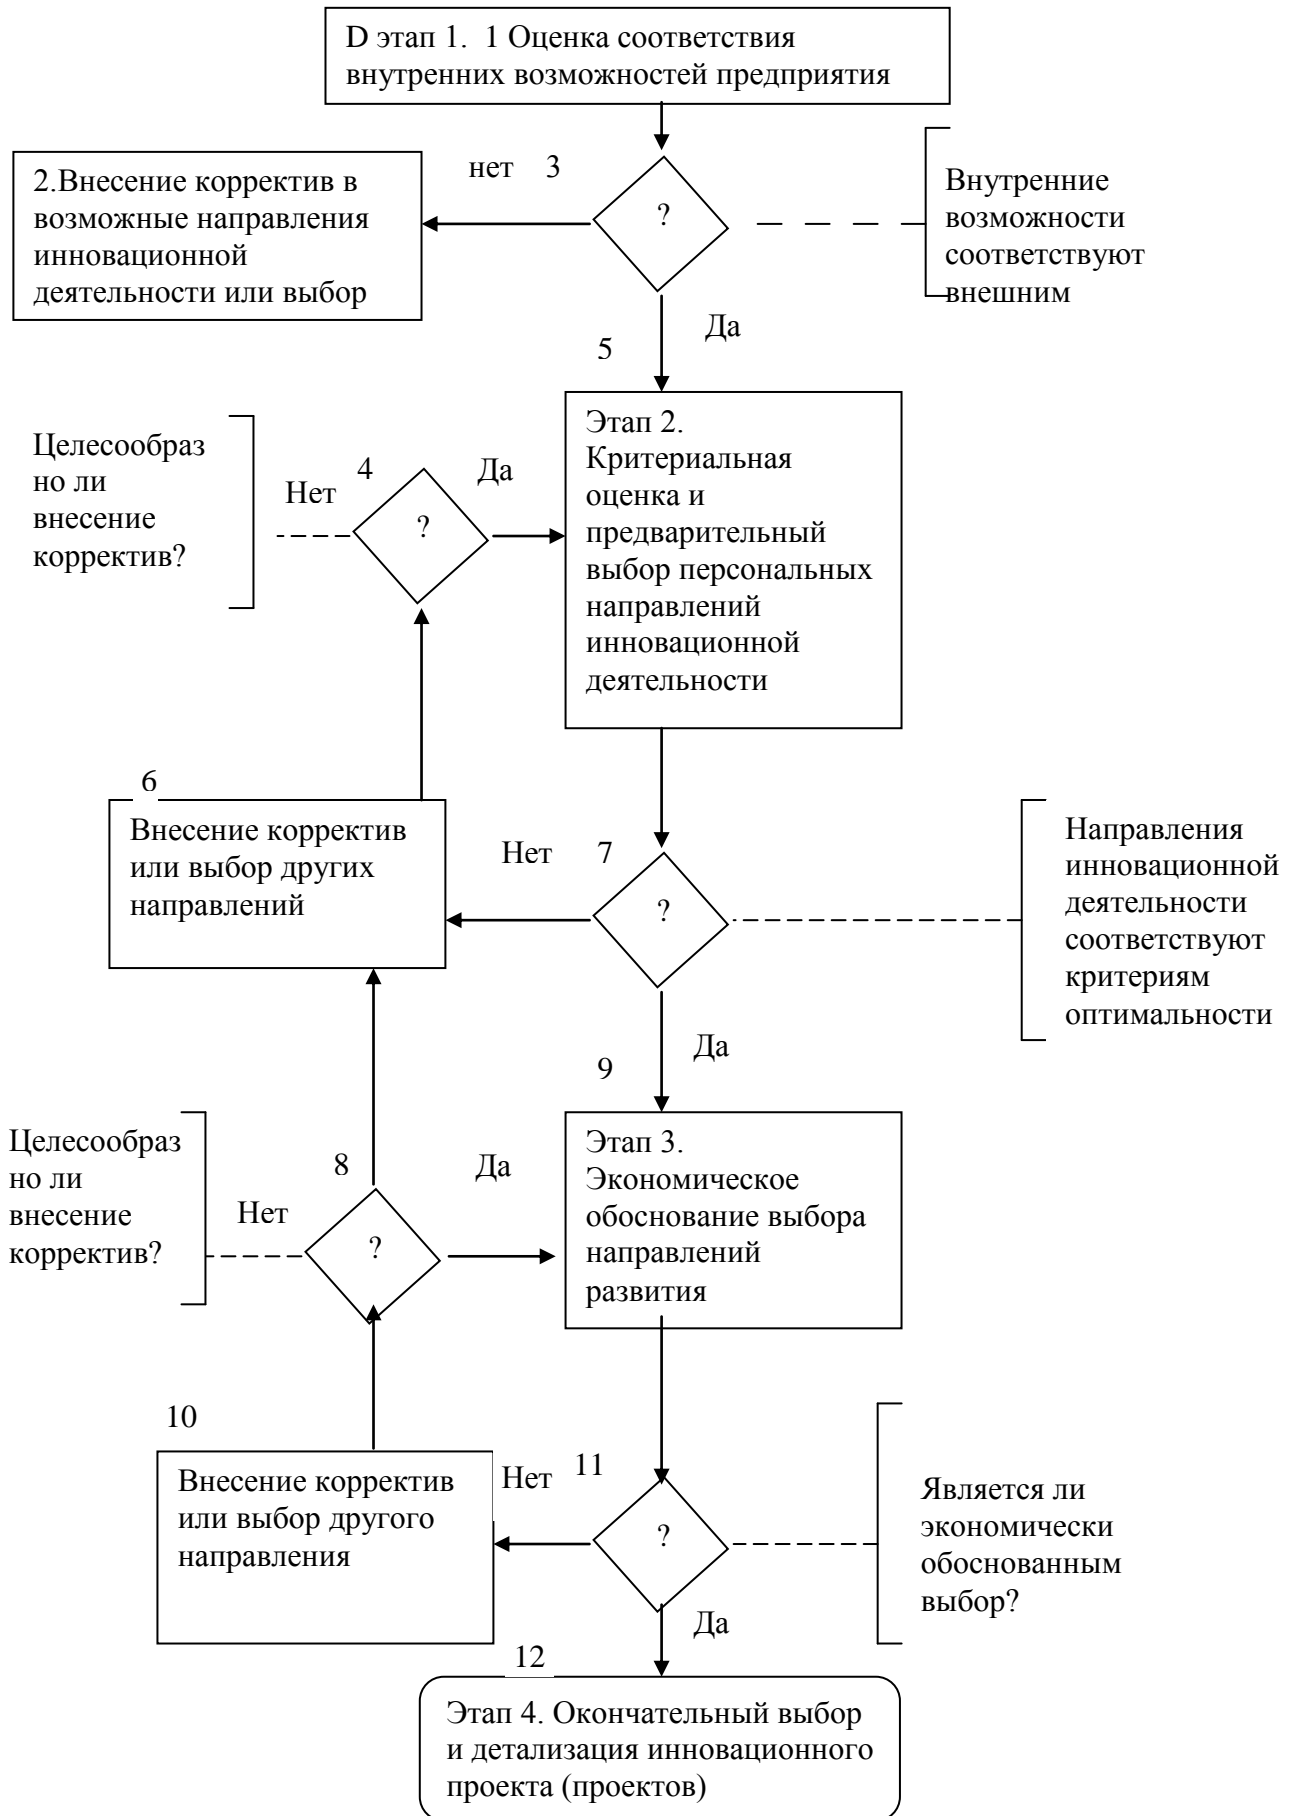 D этап 1.  1 Оценка соответствия
внутренних возможностей предприятия
нет
3
?
2.Внесение корректив в
возможные направления
инновационной
деятельности или выбор
Внутренние
возможности
соответствуют
внешним
Да
5
Целесообраз
но ли
внесение
корректив?
Нет
4
Да
?
Этап 2.
Критериальная
оценка и
предварительный
выбор персональных
направлений
инновационной
деятельности
6
Внесение корректив
или выбор других
направлений
Нет
7
?
Направления
инновационной
деятельности
соответствуют
критериям
оптимальности
Да
9
Целесообраз
но ли
внесение
корректив?
Нет
8
Да
?
Этап 3.
Экономическое
обоснование выбора
направлений
развития
10
Внесение корректив
или выбор другого
направления
Нет
11
?
Является ли
экономически
обоснованным
выбор?
Да
12
Этап 4. Окончательный выбор
и детализация инновационного
проекта (проектов)